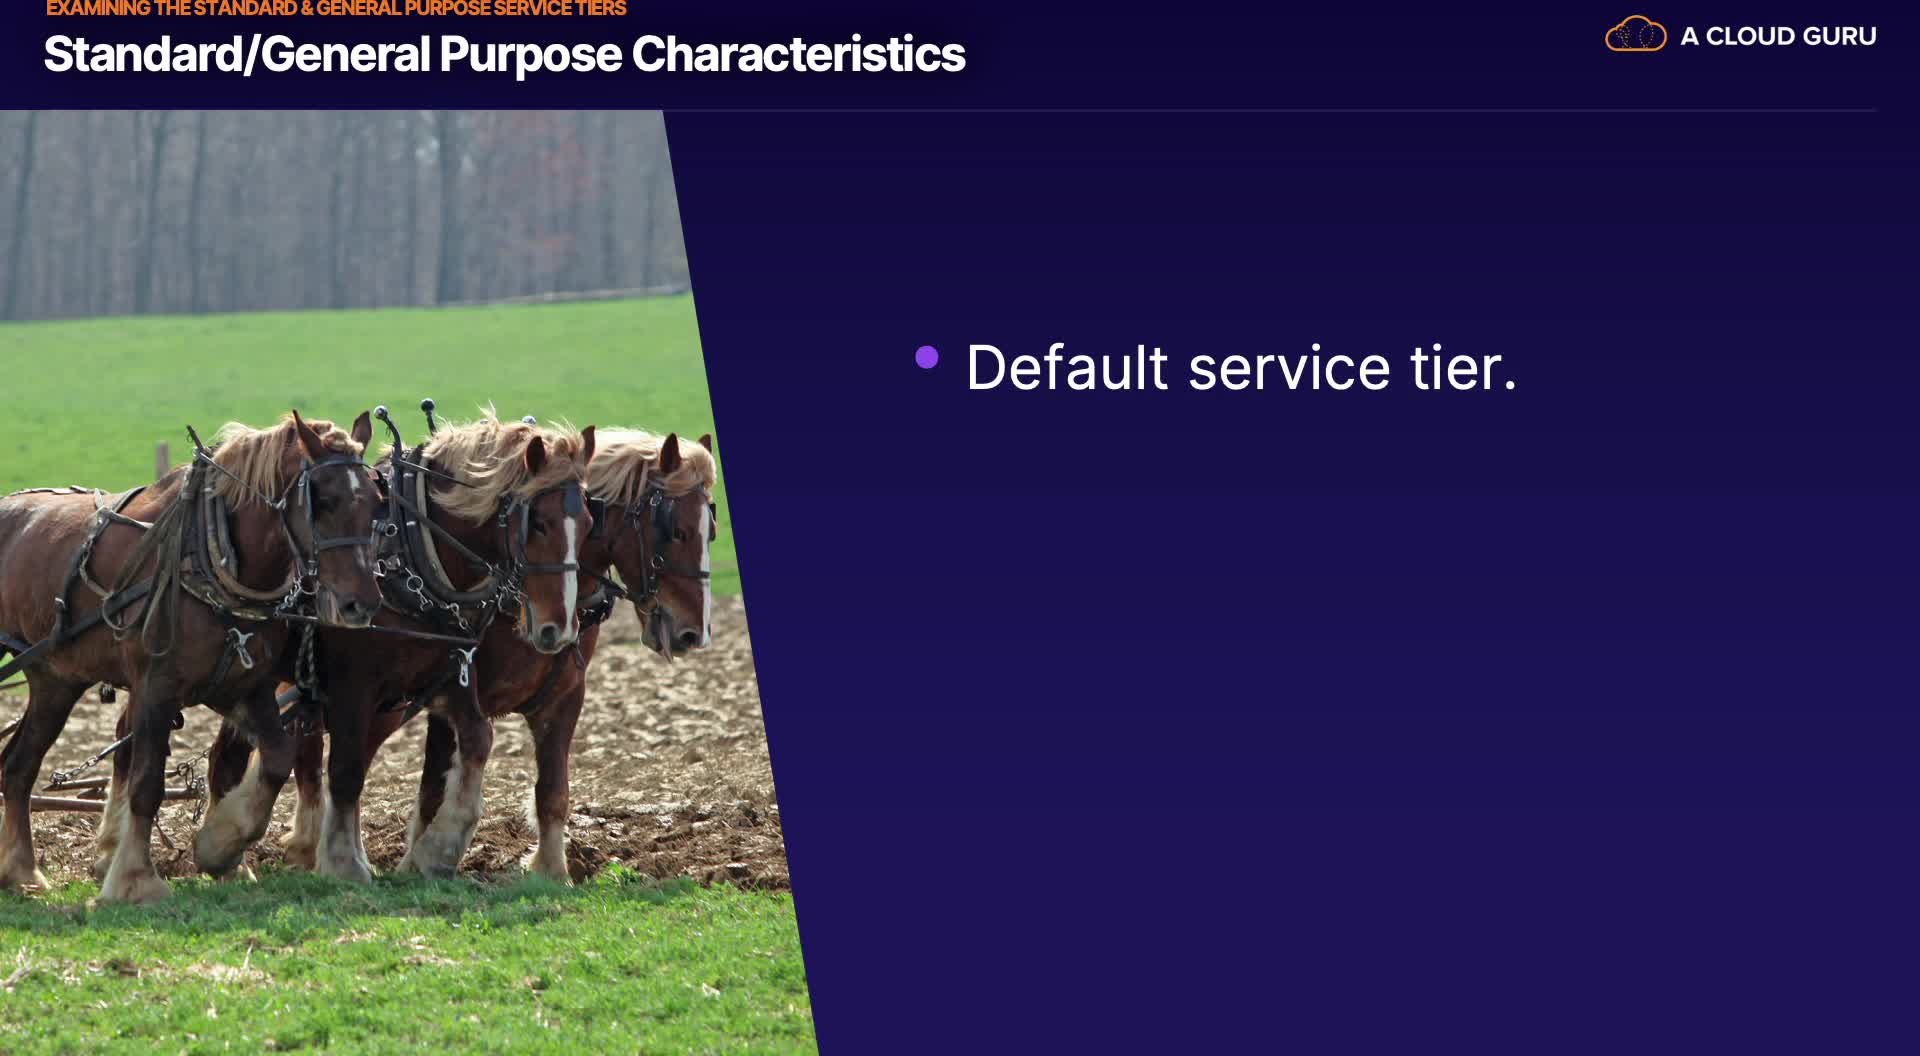 EXAMINING THE STANDARD & GENERAL PURPOSE SERVICE TIERS
Standard/General Purpose Characteristics
A CLOUD GURU
Default service tier.